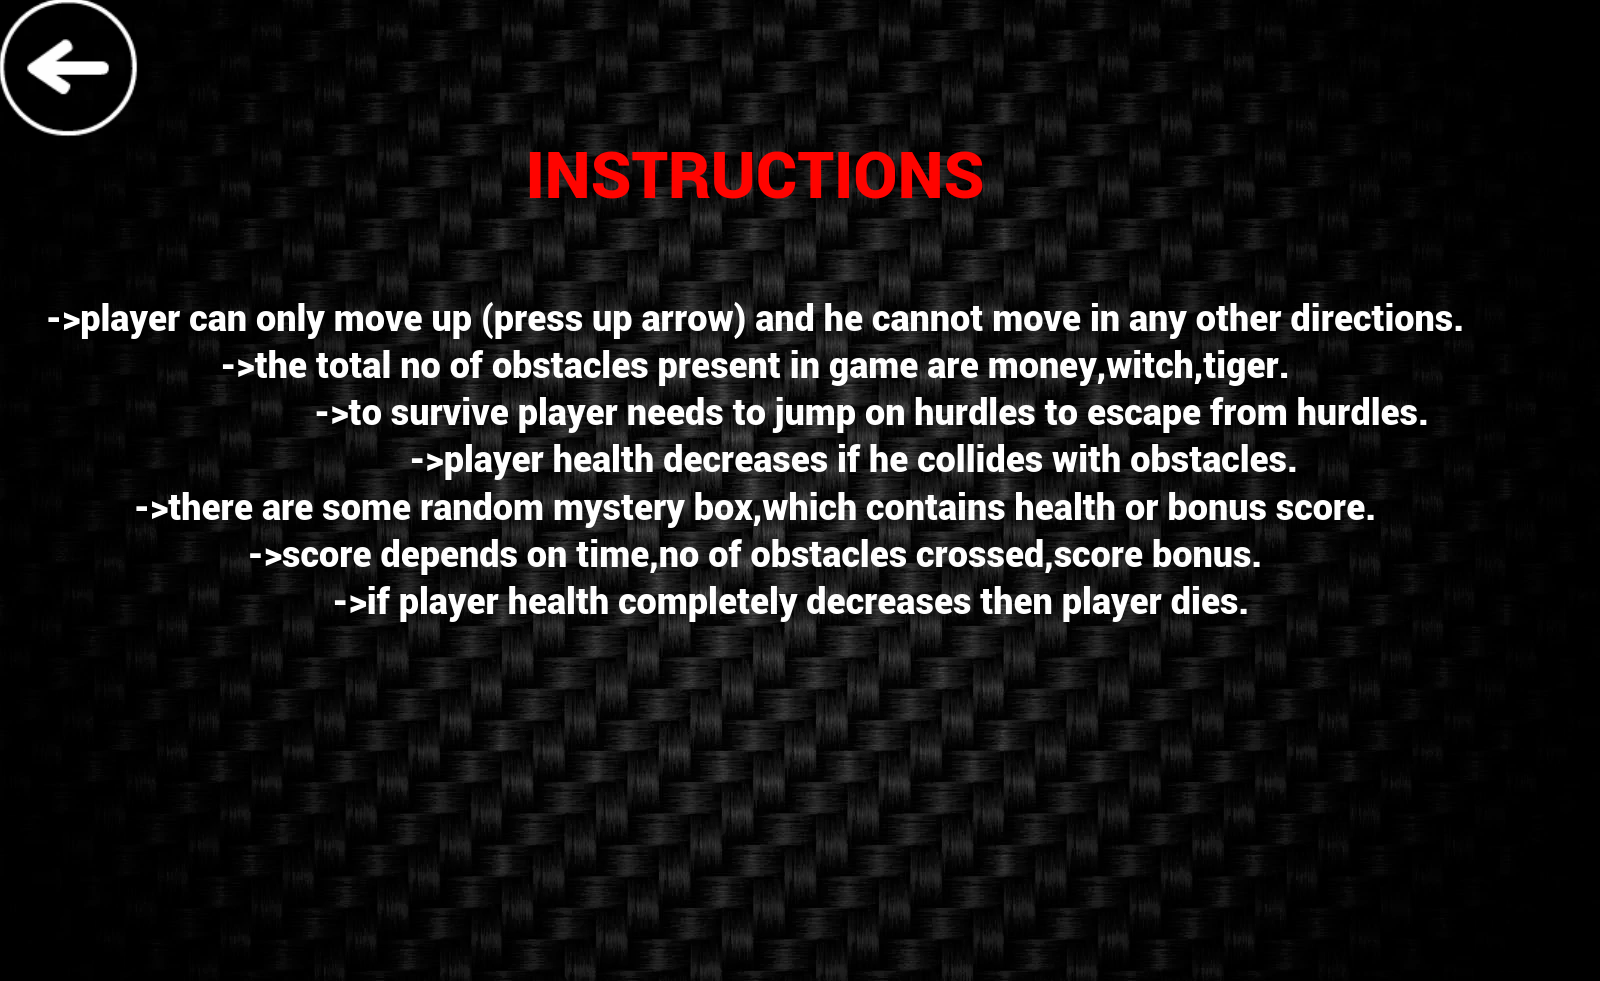 INSTRUCTIONS
->player can only move up (press up arrow) and he cannot move in any other directions.
->the total no of obstacles present in game are money,witch,tiger.
->to survive player needs to jump on hurdles to escape from hurdles.
->player health decreases if he collides with obstacles.
->there are some random mystery box,which contains health or bonus score.
->score depends on time,no of obstacles crossed,score bonus.
->if player health completely decreases then player dies.